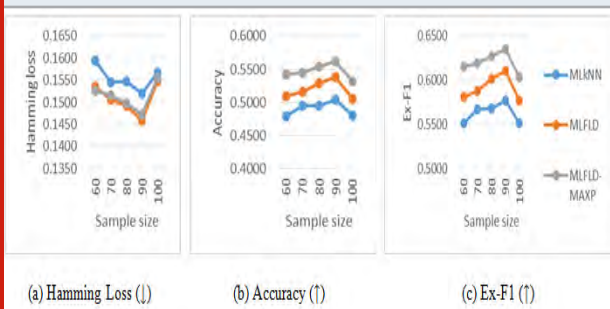 0.1650
0.1600
0.1550
0.1500
0.1450
0.1400
0.1350
Hamming loss
60
70
80
90
100
Sample size
0.6000
0.5500
0.5000
0.4500
0.4000
Accuracy
60
70
80
90
100
Sample size
0.6500
0.6000
0.5500
0.5000
Ex-F1
60
70
80
90
100
Sample size
MLkNN
MLFLD
MLFLD-
MAXP
(a) Hamming Loss (↓)
(b) Accuracy (↑)
(c) Ex-F1 (↑)